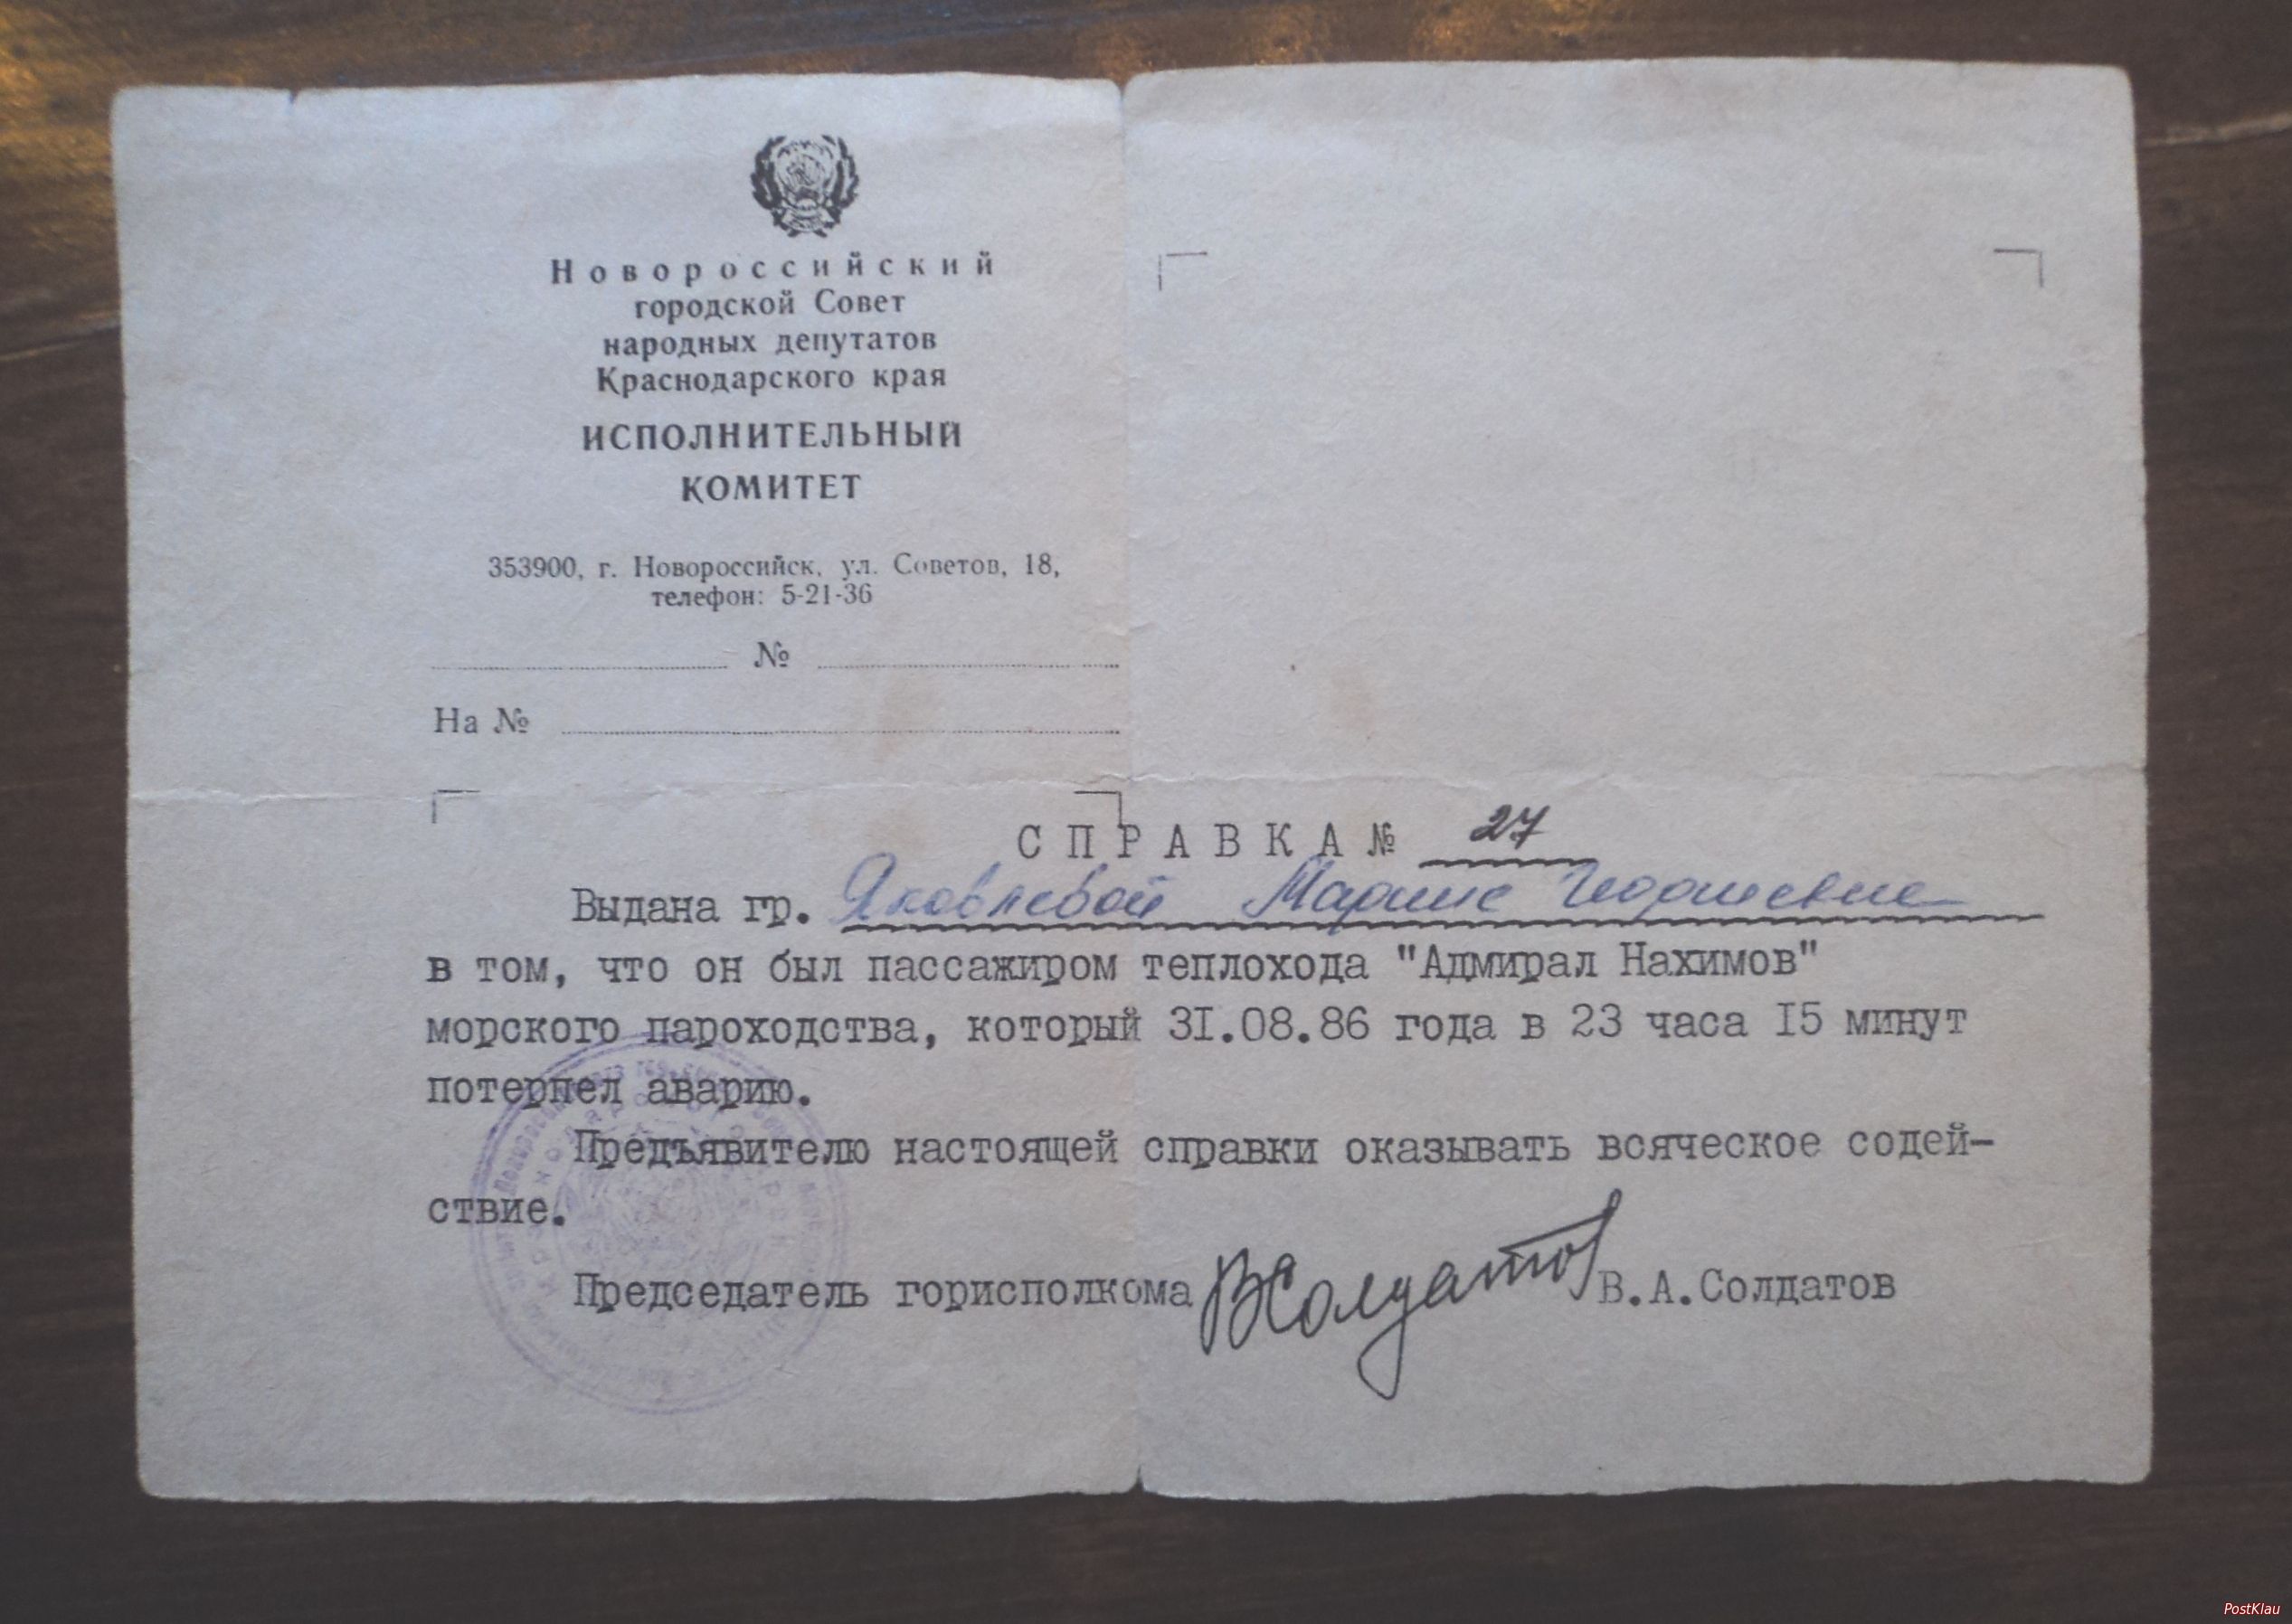 Новороссийский
городской Совет
народных депутатов
Краснодарского края
ИСПОЛНИТЕЛЬНЫЙ
КОМИТЕТ
353900, г. Новороссийск, ул. Советов, 18,
телефон: 5-21-36
№
На №
СПРАВКА № 27
Выдана гр. Яковлевой Марине Георгиевне
в том, что он был пассажиром теплохода "Адмирал Нахимов"
морского пароходства, который 31.08.86 года в 23 часа 15 минут
потерпел аварию.
Предъявителю настоящей справки оказывать всяческое содей-
ствие.
Председатель горисполкома ВСолдатов В.А.Солдатов
PostKlau